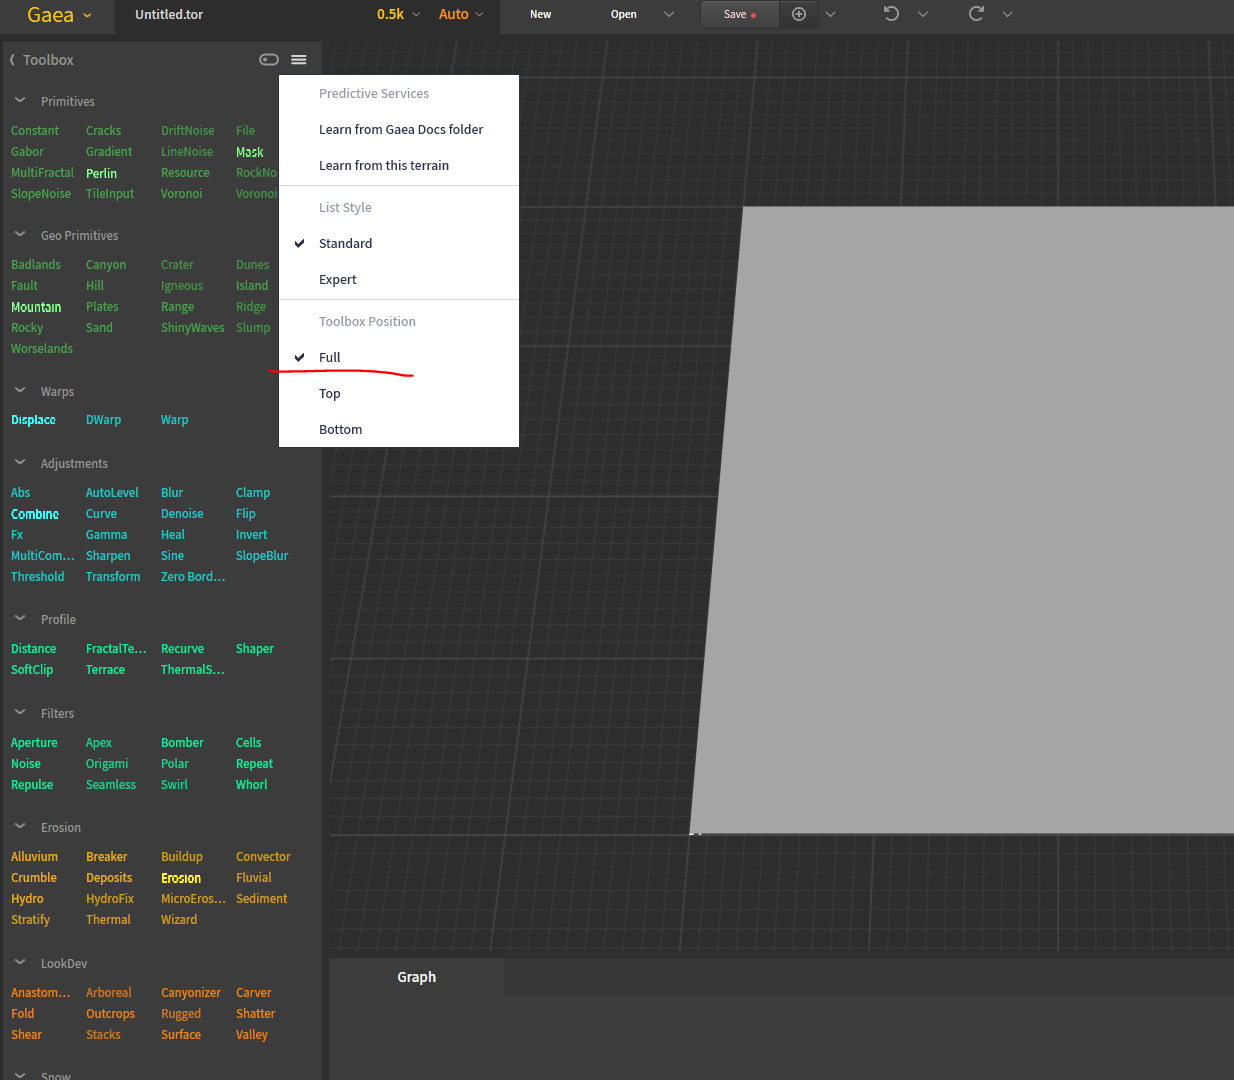 Gaea Untitled.tor 0.5k Auto New Open Save
Toolbox
Predictive Services
Learn from Gaea Docs folder
Learn from this terrain
List Style
Standard
Expert
Toolbox Position
Full
Top
Bottom
Primitives
Constant Cracks DriftNoise File
Gabor Gradient LineNoise Mask
MultiFractal Perlin Resource RockNo
SlopeNoise TileInput Voronoi Voronoi
Geo Primitives
Badlands Canyon Crater Dunes
Fault Hill Igneous Island
Mountain Plates Range Ridge
Rocky Sand ShinyWaves Slump
Worselands
Warps
Displace DWarp Warp
Adjustments
Abs AutoLevel Blur Clamp
Combine Curve Denoise Flip
Fx Gamma Heal Invert
MultiCom... Sharpen Sine SlopeBlur
Threshold Transform Zero Bord...
Profile
Distance FractalTe... Recurve Shaper
SoftClip Terrace ThermalS...
Filters
Aperture Apex Bomber Cells
Noise Origami Polar Repeat
Repulse Seamless Swirl Whorl
Erosion
Alluvium Breaker Buildup Convector
Crumble Deposits Erosion Fluvial
Hydro HydroFix MicroEros... Sediment
Stratify Thermal Wizard
LookDev
Anastom... Arboreal Canyonizer Carver
Fold Outcrops Rugged Shatter
Shear Stacks Surface Valley
Snow
Graph